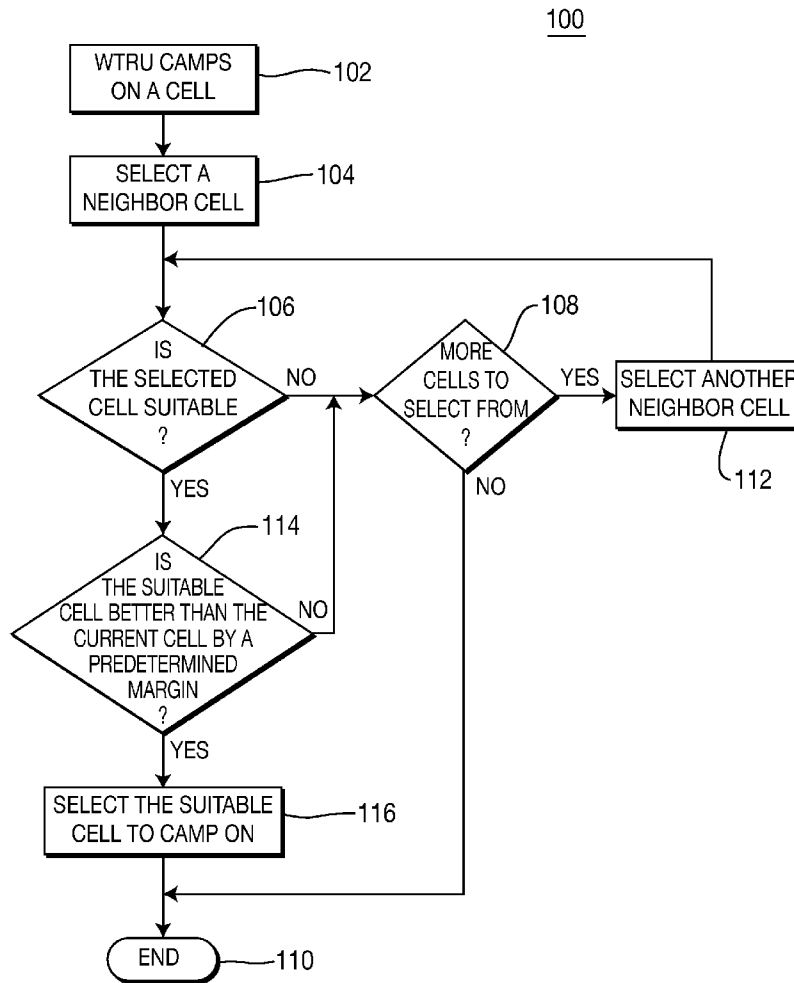 100
WTRU CAMPS
ON A CELL
102
SELECT A
NEIGHBOR CELL
104
IS
THE SELECTED
CELL SUITABLE
?
106
NO
YES
MORE
CELLS TO
SELECT FROM
?
108
YES
NO
SELECT ANOTHER
NEIGHBOR CELL
112
IS
THE SUITABLE
CELL BETTER THAN THE
CURRENT CELL BY A
PREDETERMINED
MARGIN
?
114
NO
YES
SELECT THE SUITABLE
CELL TO CAMP ON
116
END
110